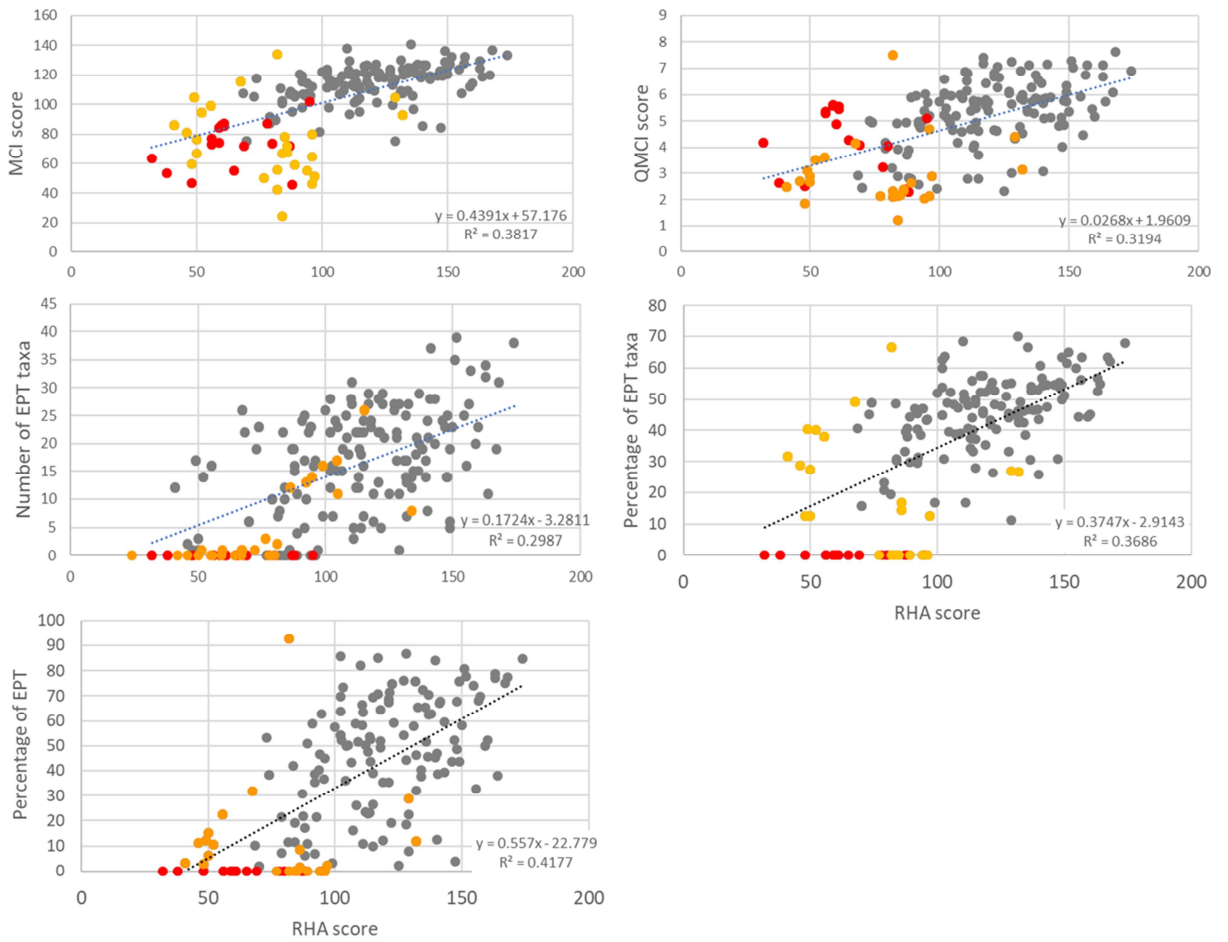 MCI score
160
140
120
100
80
60
40
20
0
0 50 100 150 200
y = 0.4391x + 57.176
R² = 0.3817
QMCI score
9
8
7
6
5
4
3
2
1
0
0 50 100 150 200
y = 0.0268x + 1.9609
R² = 0.3194
Number of EPT taxa
45
40
35
30
25
20
15
10
5
0
0 50 100 150 200
y = 0.1724x - 3.2811
R² = 0.2987
Percentage of EPT taxa
80
70
60
50
40
30
20
10
0
0 50 100 150 200
y = 0.3747x - 2.9143
R² = 0.3686
RHA score
Percentage of EPT
100
90
80
70
60
50
40
30
20
10
0
0 50 100 150 200
y = 0.557x - 22.779
R² = 0.4177
RHA score